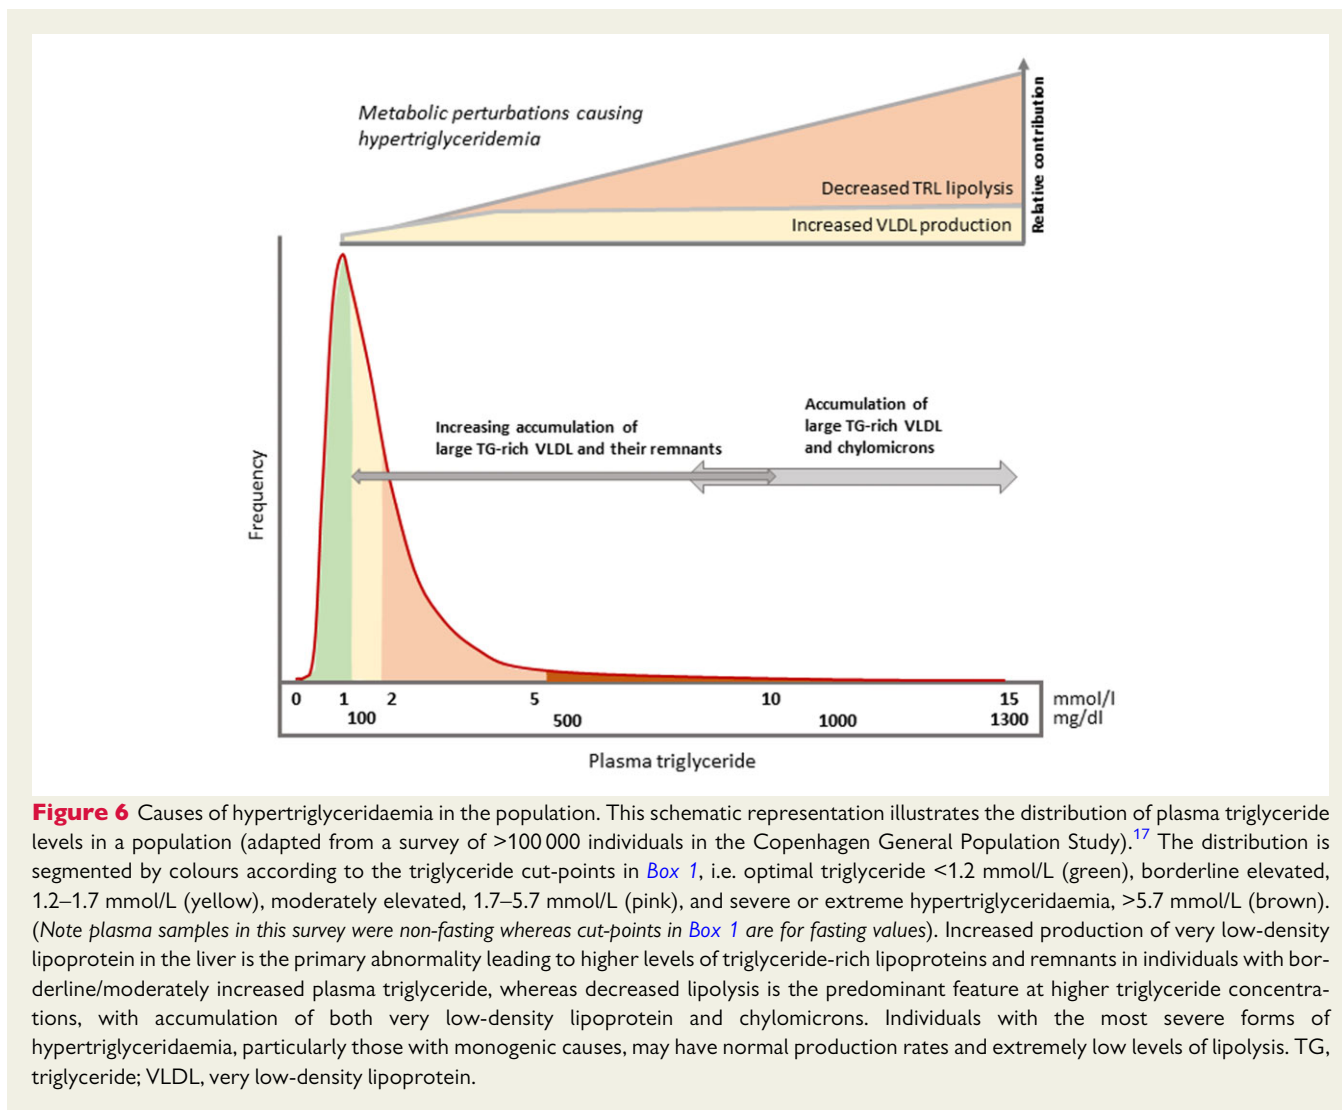 Metabolic perturbations causing
hypertriglyceridemia
Relative contribution
Decreased TRL lipolysis
Increased VLDL production
Accumulation of
large TG-rich VLDL
and chylomicrons
Increasing accumulation of
large TG-rich VLDL and their remnants
Frequency
0 1 2 5 10 15 mmol/l
100 500 1000 1300 mg/dl
Plasma triglyceride
Figure 6 Causes of hypertriglyceridaemia in the population. This schematic representation illustrates the distribution of plasma triglyceride
levels in a population (adapted from a survey of >100 000 individuals in the Copenhagen General Population Study).17 The distribution is
segmented by colours according to the triglyceride cut-points in Box 1, i.e. optimal triglyceride <1.2 mmol/L (green), borderline elevated,
1.2–1.7 mmol/L (yellow), moderately elevated, 1.7–5.7 mmol/L (pink), and severe or extreme hypertriglyceridaemia, >5.7 mmol/L (brown).
(Note plasma samples in this survey were non-fasting whereas cut-points in Box 1 are for fasting values). Increased production of very low-density
lipoprotein in the liver is the primary abnormality leading to higher levels of triglyceride-rich lipoproteins and remnants in individuals with bor-
derline/moderately increased plasma triglyceride, whereas decreased lipolysis is the predominant feature at higher triglyceride concentra-
tions, with accumulation of both very low-density lipoprotein and chylomicrons. Individuals with the most severe forms of
hypertriglyceridaemia, particularly those with monogenic causes, may have normal production rates and extremely low levels of lipolysis. TG,
triglyceride; VLDL, very low-density lipoprotein.